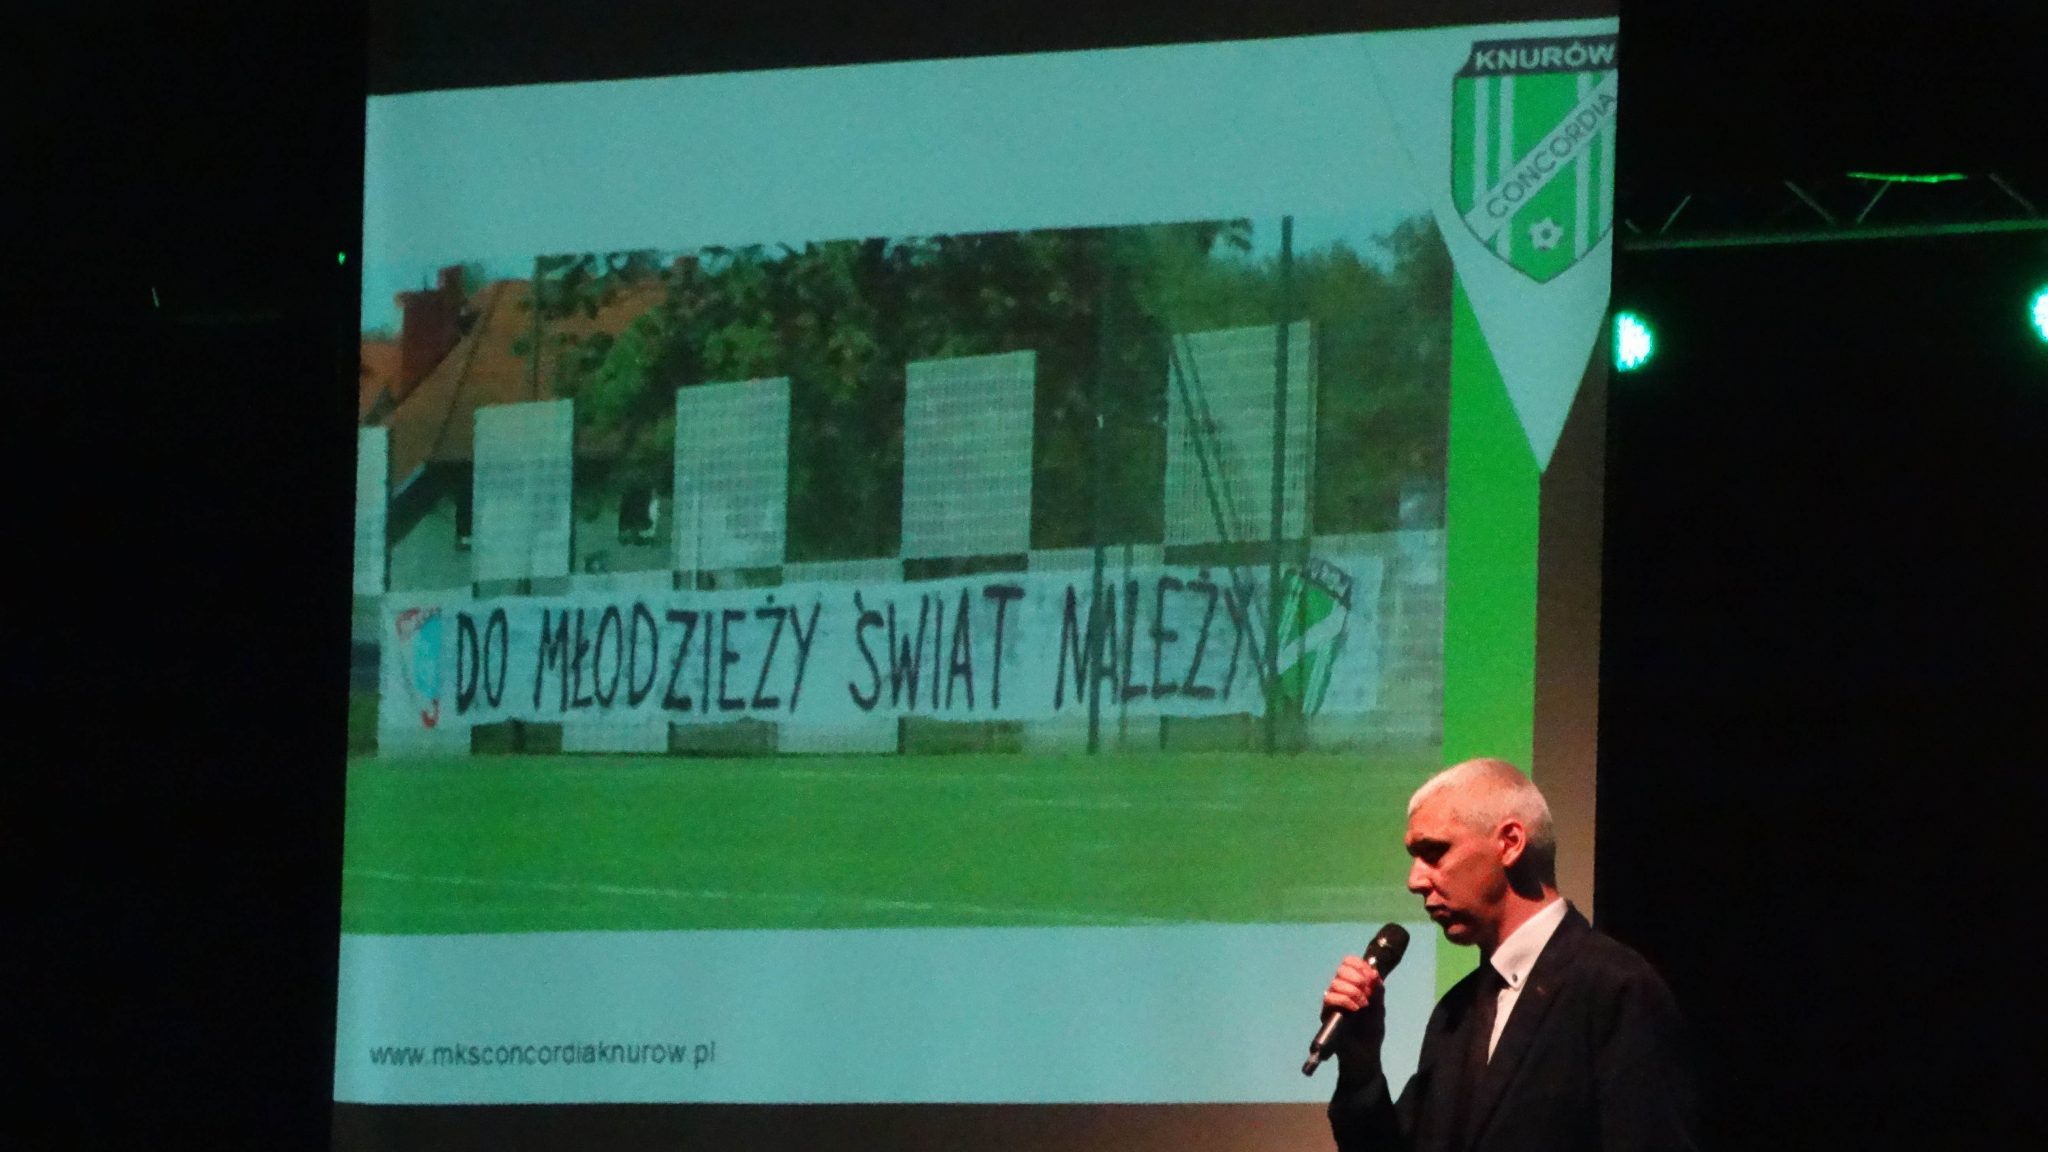 KNURÓW
CONCORDIA
DO MŁODZIEŻY ŚWIAT NALEŻY
www.mksconcordiaknurow.pl